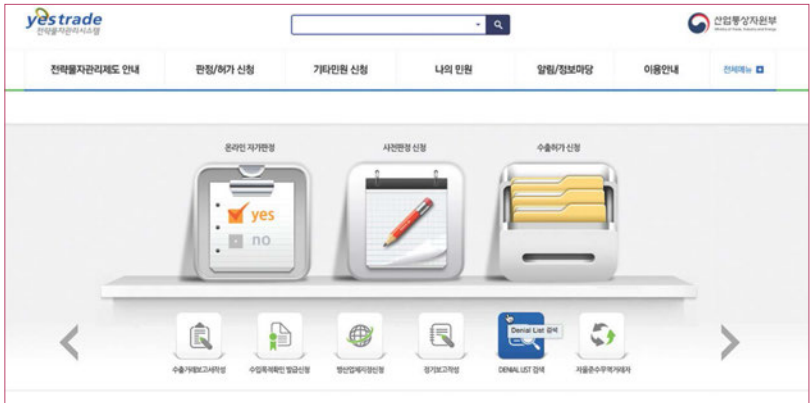 yestrade
전략물자관리시스템
산업통상자원부
전략물자관리제도 안내
판정/허가 신청
기타민원 신청
나의 민원
알림/정보마당
이용안내
전체메뉴
온라인 자가판정
사전판정 신청
수출허가 신청
yes
no
Denial List 검색
수출거래보고서작성
수입목적확인 발급신청
방산업체지정신청
정기보고작성
DENIAL LIST 검색
자율준수무역거래자